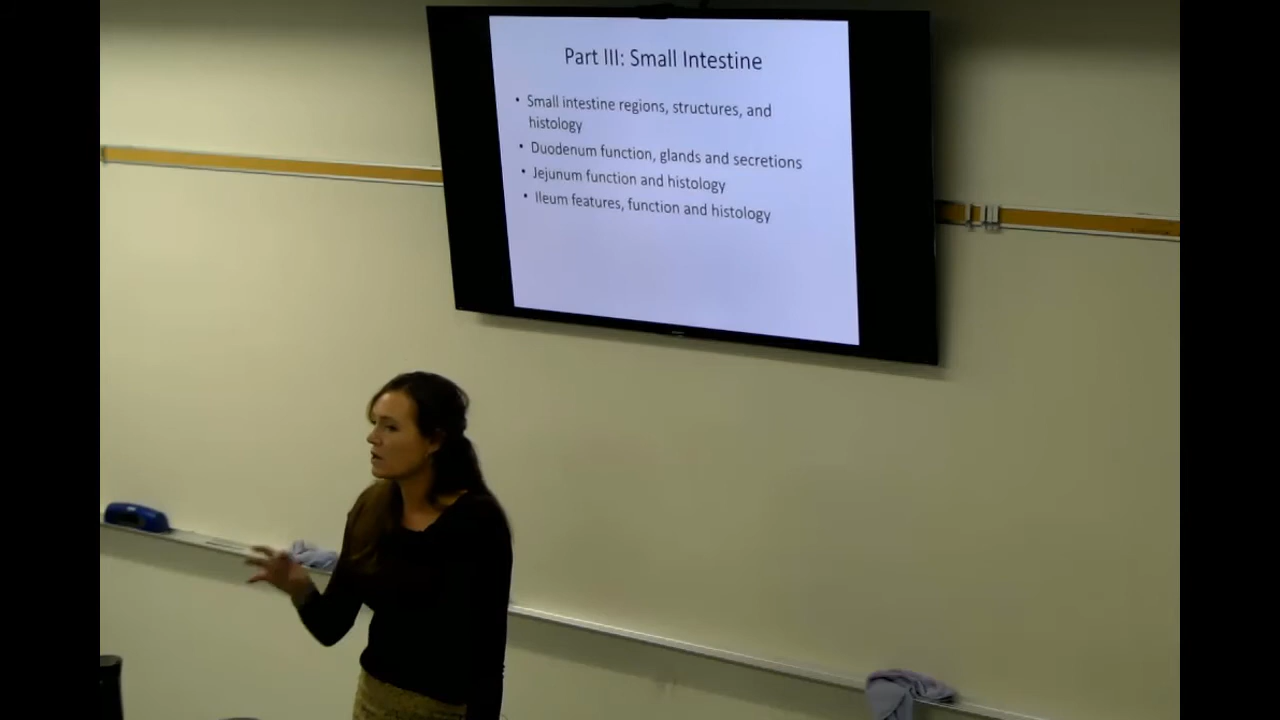 Part III: Small Intestine
• Small intestine regions, structures, and
histology
• Duodenum function, glands and secretions
• Jejunum function and histology
• Ileum features, function and histology